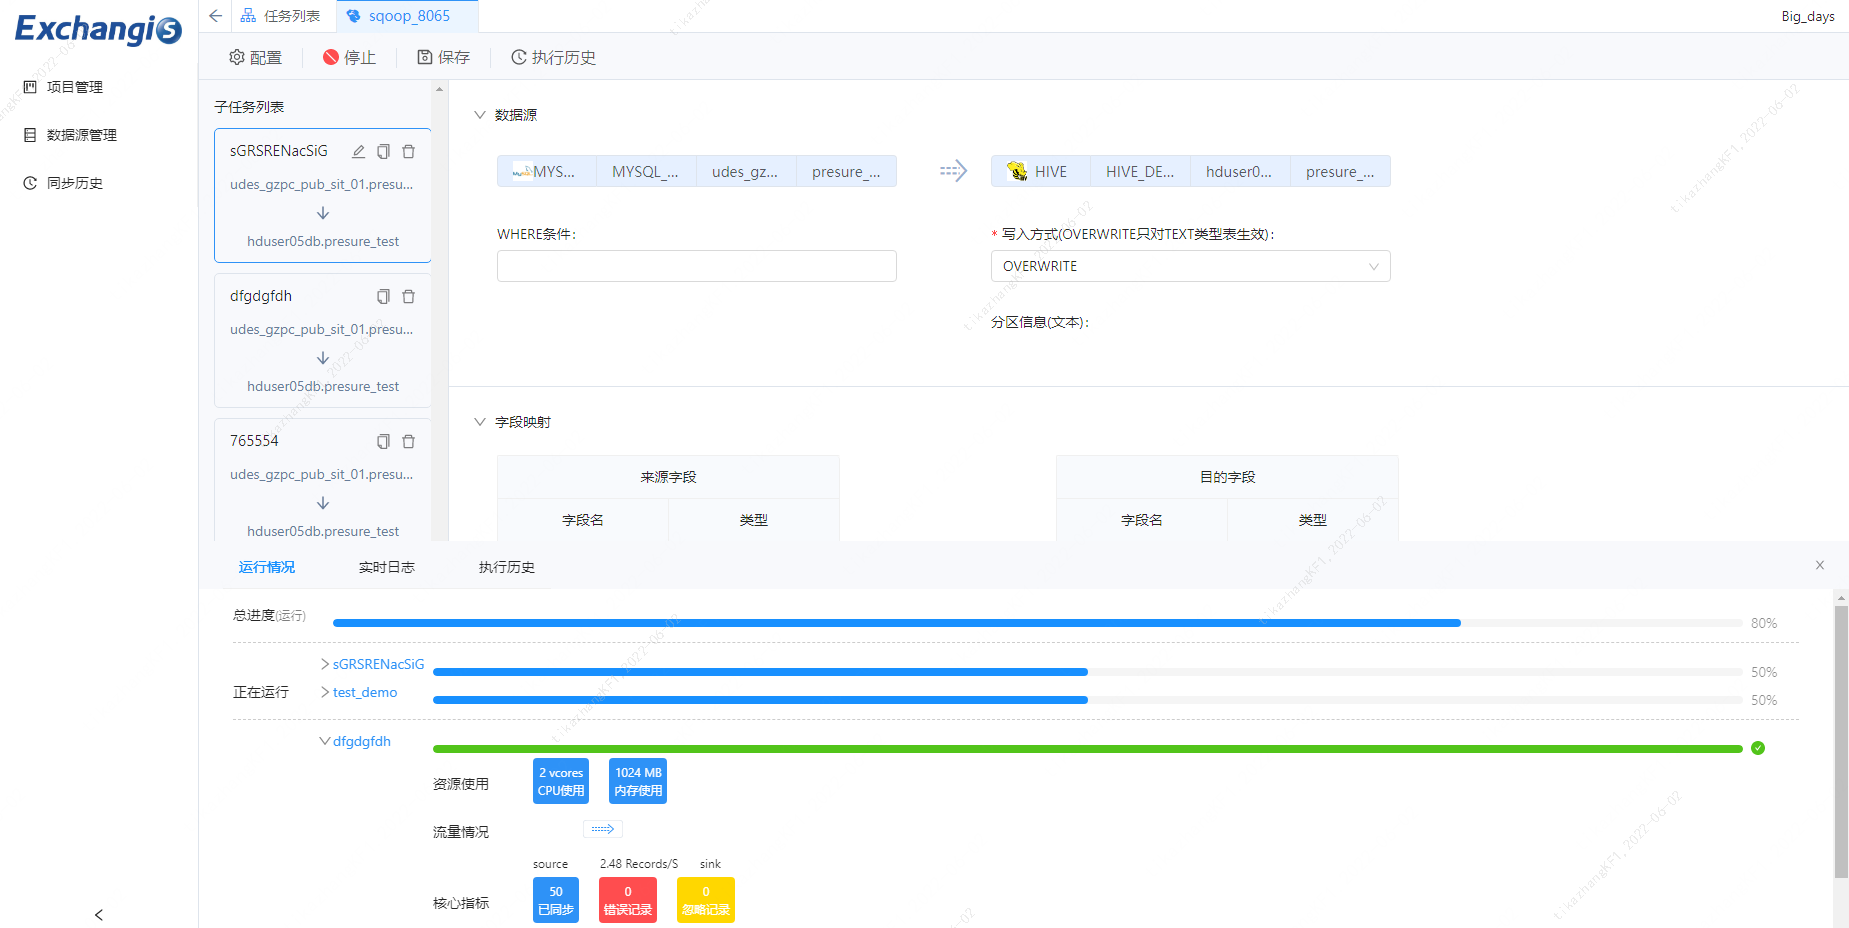 Exchangis
任务列表
sqoop_8065
Big_days
配置
停止
保存
执行历史
项目管理
数据源管理
同步历史
子任务列表
sGRSRENacSiG
udes_gzpc_pub_sit_01.presu...
hduser05db.presure_test
dfgdgfdh
udes_gzpc_pub_sit_01.presu...
hduser05db.presure_test
765554
udes_gzpc_pub_sit_01.presu...
hduser05db.presure_test
数据源
MYS...
MYSQL_...
udes_gz...
presure_...
HIVE
HIVE_DE...
hduser0...
presure_...
WHERE条件:
* 写入方式(OVERWRITE只对TEXT类型表生效):
OVERWRITE
分区信息(文本):
字段映射
来源字段
目的字段
字段名
类型
字段名
类型
运行情况
实时日志
执行历史
总进度(运行)
80%
正在运行
sGRSRENacSiG
50%
test_demo
50%
dfgdgfdh
资源使用
2 vcores
CPU使用
1024 MB
内存使用
流量情况
source
2.48 Records/S
sink
核心指标
50
已同步
0
错误记录
0
忽略记录
tikazhangKF1,2022-06-02